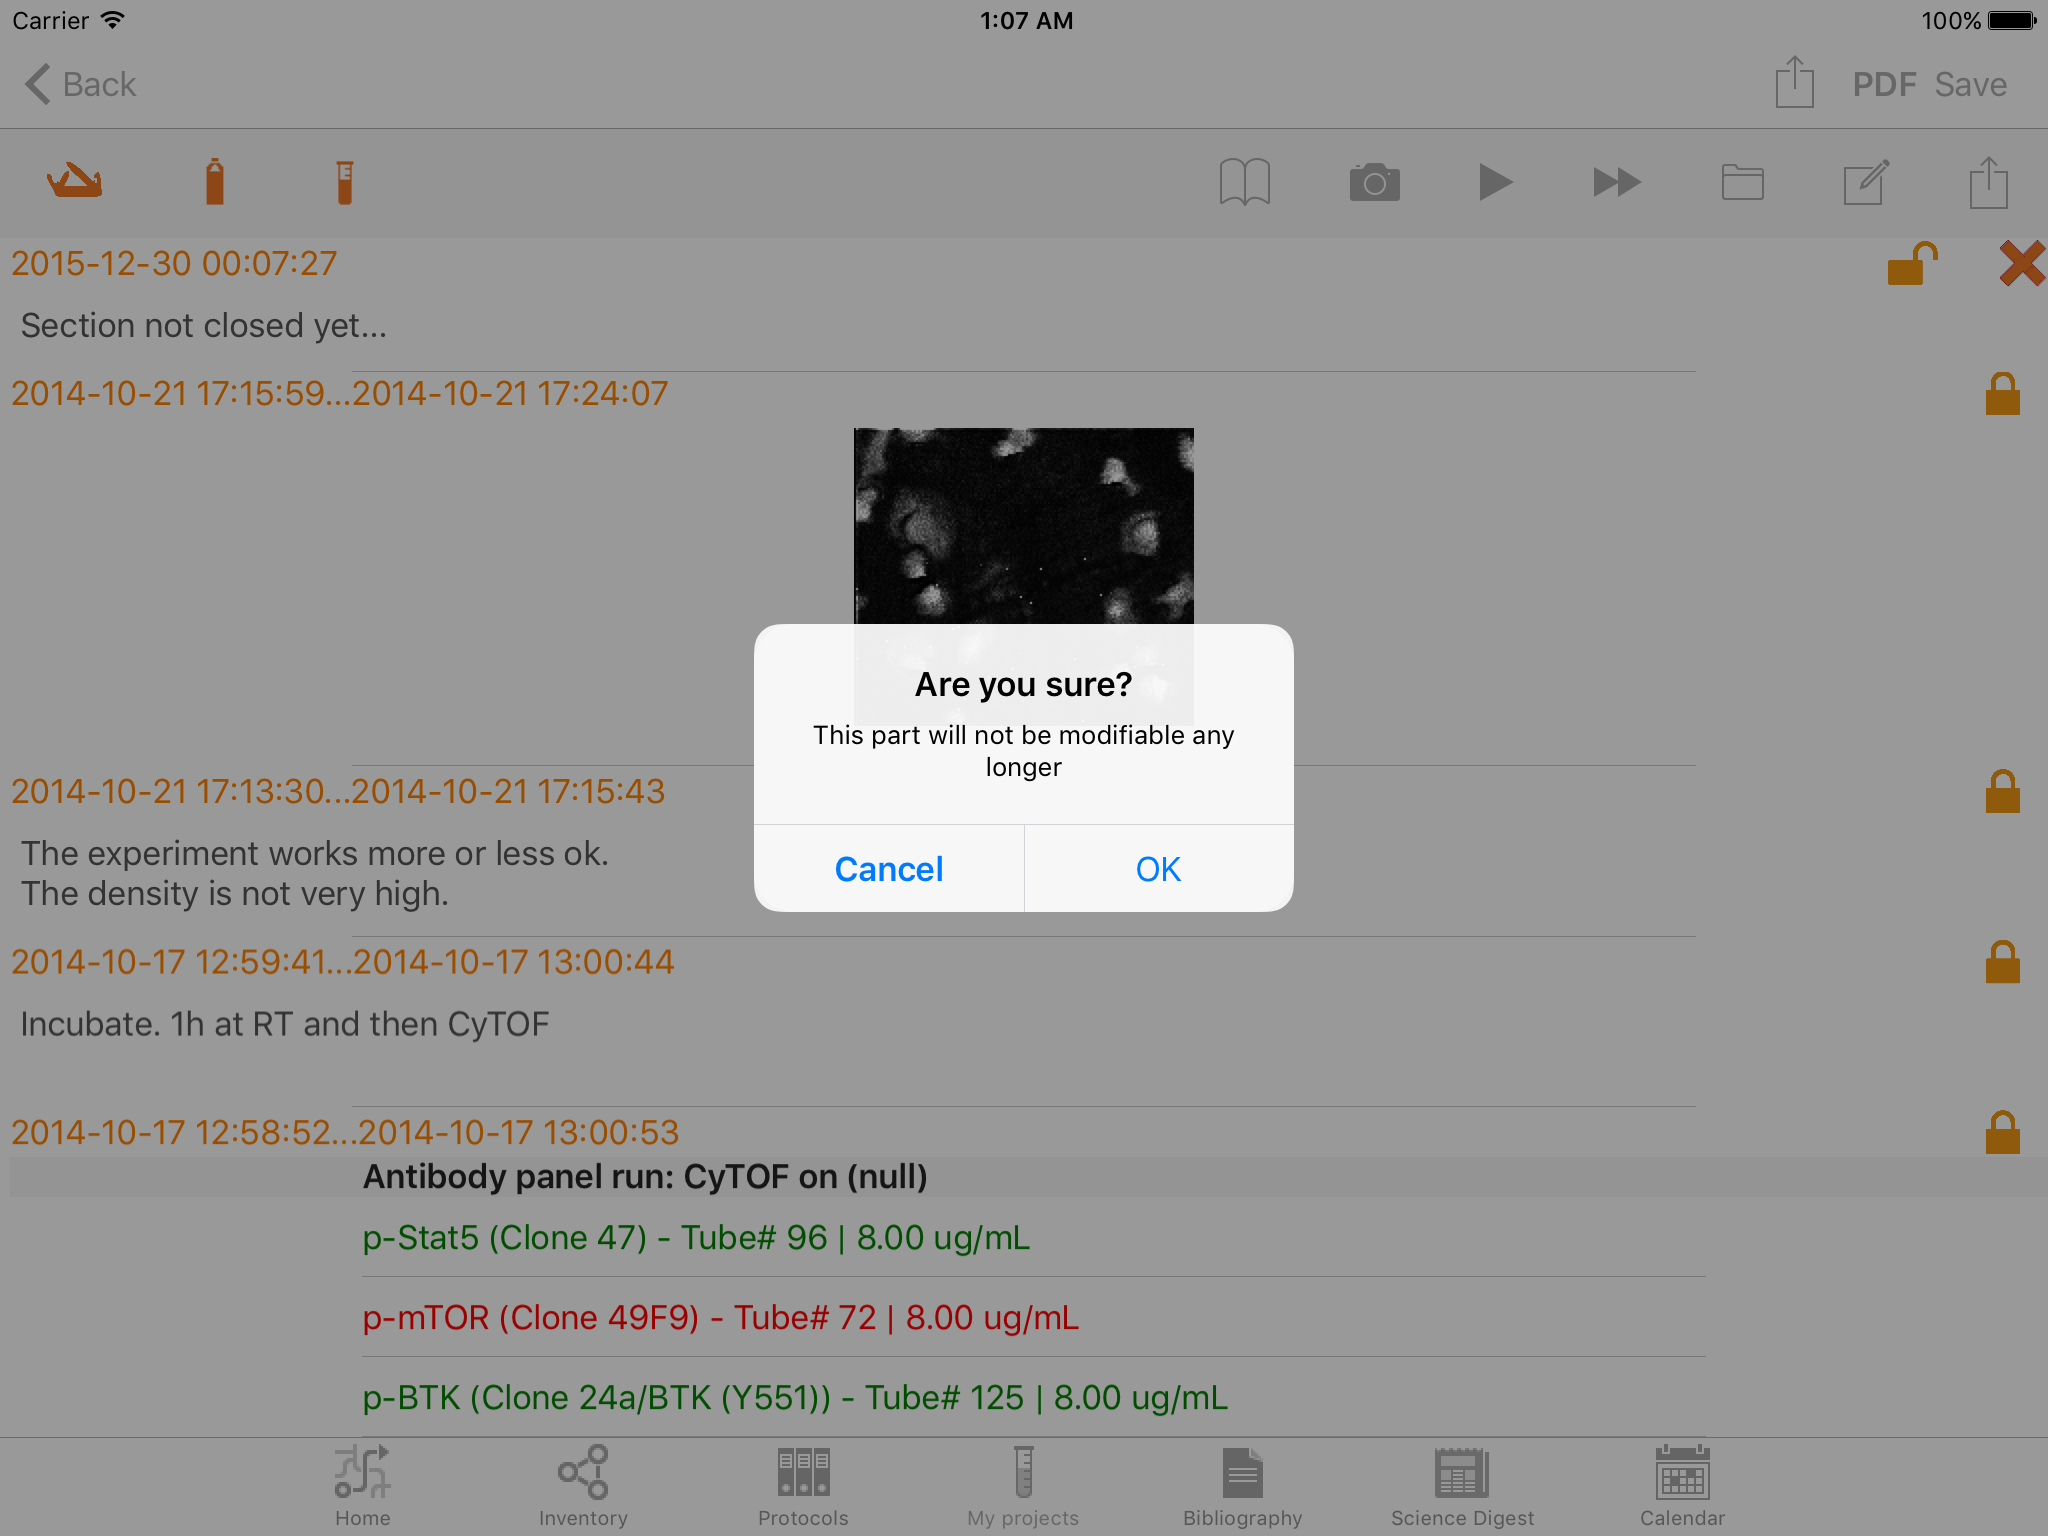 Carrier
1:07 AM
100%
Back
PDF Save
E
2015-12-30 00:07:27
Section not closed yet...
2014-10-21 17:15:59...2014-10-21 17:24:07
Are you sure?
This part will not be modifiable any
longer
Cancel
OK
2014-10-21 17:13:30...2014-10-21 17:15:43
The experiment works more or less ok.
The density is not very high.
2014-10-17 12:59:41...2014-10-17 13:00:44
Incubate. 1h at RT and then CyTOF
2014-10-17 12:58:52...2014-10-17 13:00:53
Antibody panel run: CyTOF on (null)
p-Stat5 (Clone 47) - Tube# 96 | 8.00 ug/mL
p-mTOR (Clone 49F9) - Tube# 72 | 8.00 ug/mL
p-BTK (Clone 24a/BTK (Y551)) - Tube# 125 | 8.00 ug/mL
Home
Inventory
Protocols
My projects
Bibliography
Science Digest
Calendar